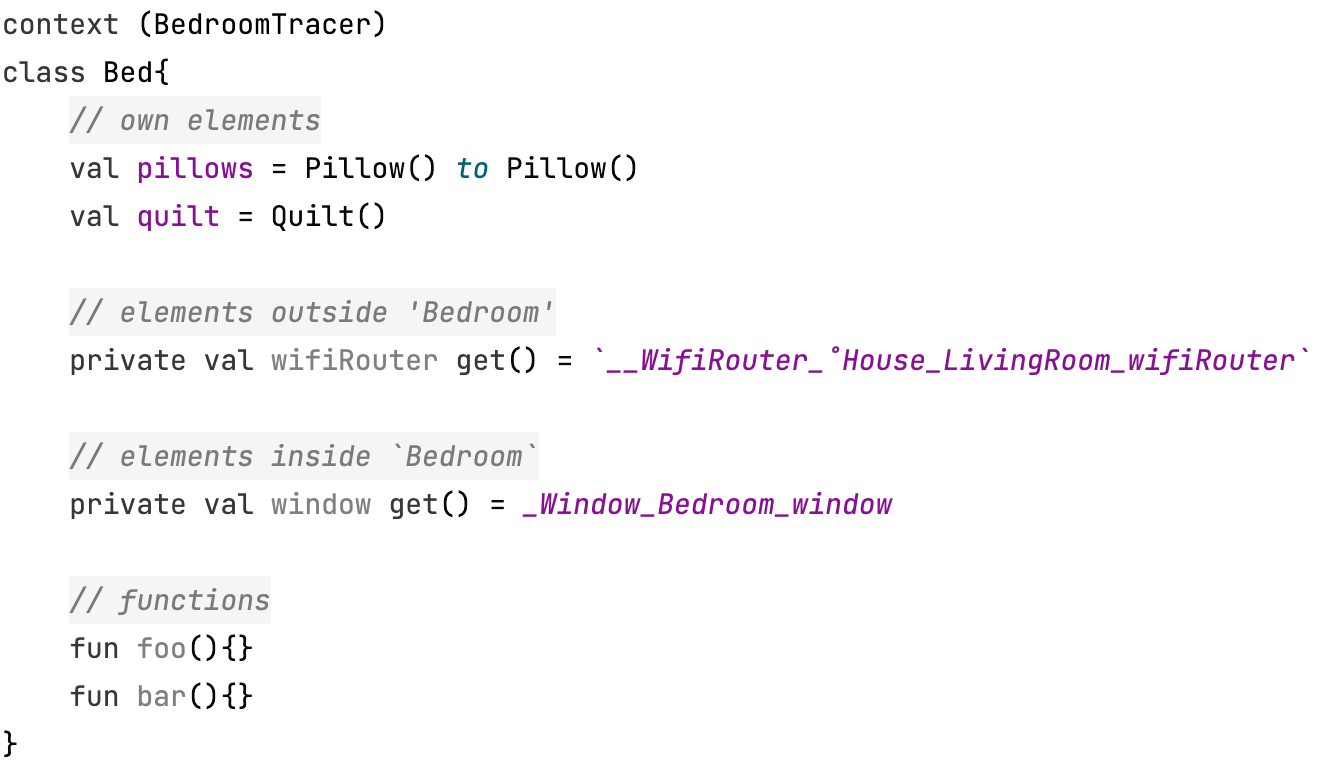 context (BedroomTracer)
class Bed{
// own elements
val pillows = Pillow() to Pillow()
val quilt = Quilt()
// elements outside 'Bedroom'
private val wifiRouter get() = `__WifiRouter_˚House_LivingRoom_wifiRouter`
// elements inside `Bedroom`
private val window get() = _Window_Bedroom_window
// functions
fun foo(){}
fun bar(){}
}